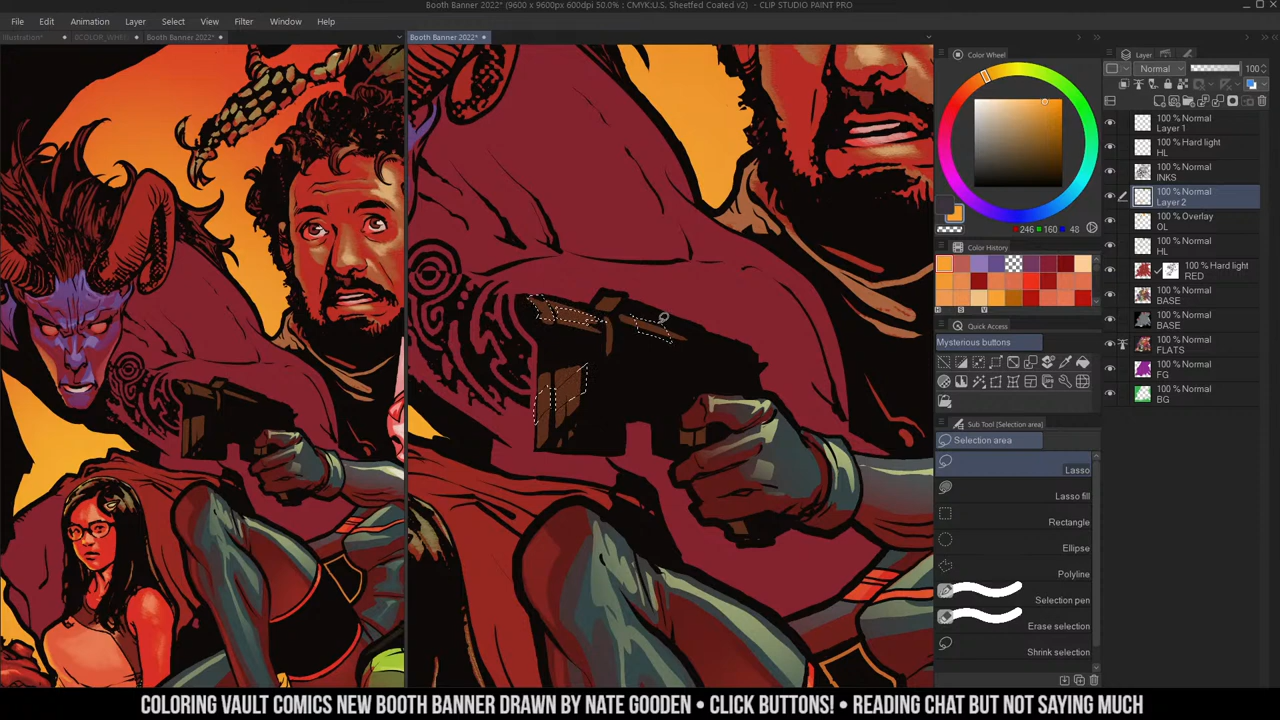 Booth Banner 2022* (9600 x 9600px 600dpi 50.0% : CMYK:U.S. Sheetfed Coated v2) - CLIP STUDIO PAINT PRO
File Edit Animation Layer Select View Filter Window Help
Illustration* Booth Banner 2022* Booth Banner 2022*
Color Wheel
Layer
Normal 100
100 % Normal
Layer 1
100 % Hard light
HL
100 % Normal
INKS
100 % Normal
Layer 2
100 % Overlay
OL
100 % Normal
HL
100 % Hard light
RED
100 % Normal
BASE
100 % Normal
BASE
100 % Normal
FLATS
100 % Normal
FG
100 % Normal
BG
246 160 48
Color History
H S V
Quick Access
Mysterious buttons
Sub Tool [Selection area]
Selection area
Lasso
Lasso fill
Rectangle
Ellipse
Polyline
Selection pen
Erase selection
Shrink selection
COLORING VAULT COMICS NEW BOOTH BANNER DRAWN BY NATE GOODEN • CLICK BUTTONS! • READING CHAT BUT NOT SAYING MUCH